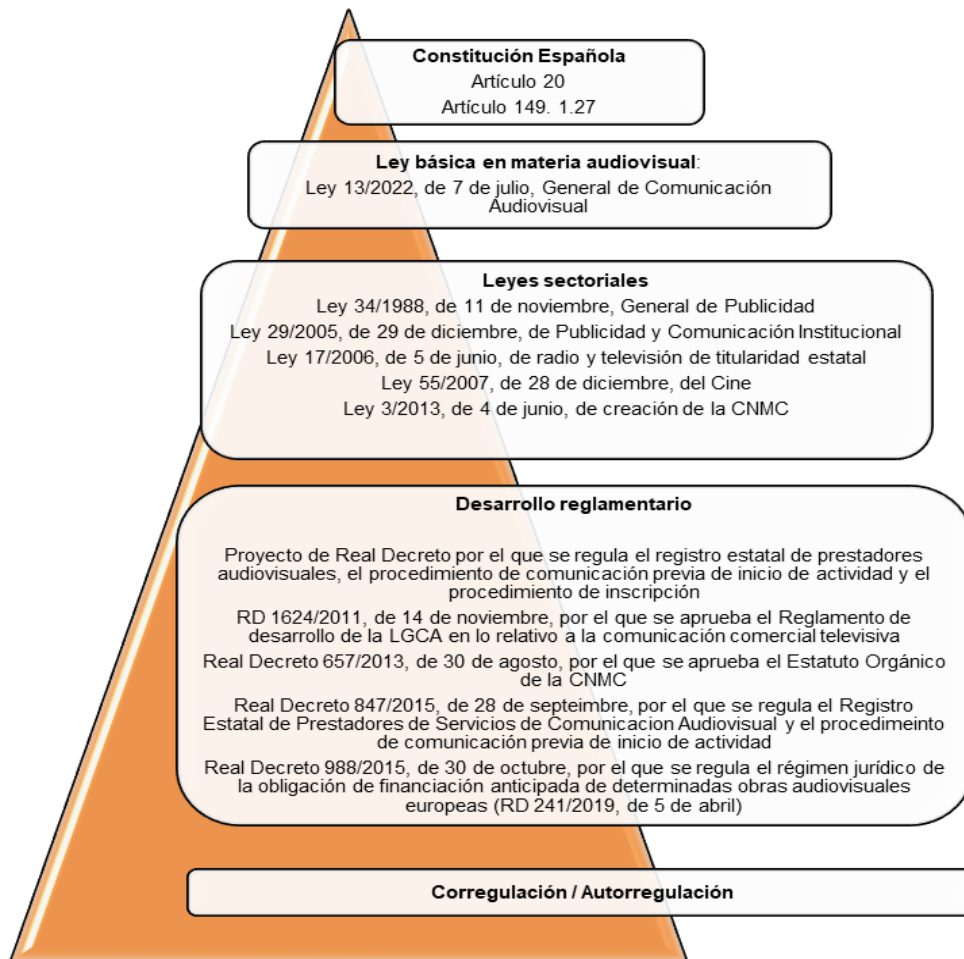 Constitución Española
Artículo 20
Artículo 149. 1.27
Ley básica en materia audiovisual:
Ley 13/2022, de 7 de julio, General de Comunicación
Audiovisual
Leyes sectoriales
Ley 34/1988, de 11 de noviembre, General de Publicidad
Ley 29/2005, de 29 de diciembre, de Publicidad y Comunicación Institucional
Ley 17/2006, de 5 de junio, de radio y televisión de titularidad estatal
Ley 55/2007, de 28 de diciembre, del Cine
Ley 3/2013, de 4 de junio, de creación de la CNMC
Desarrollo reglamentario
Proyecto de Real Decreto por el que se regula el registro estatal de prestadores
audiovisuales, el procedimiento de comunicación previa de inicio de actividad y el
procedimiento de inscripción
RD 1624/2011, de 14 de noviembre, por el que se aprueba el Reglamento de
desarrollo de la LGCA en lo relativo a la comunicación comercial televisiva
Real Decreto 657/2013, de 30 de agosto, por el que se aprueba el Estatuto Orgánico
de la CNMC
Real Decreto 847/2015, de 28 de septeimbre, por el que se regula el Registro
Estatal de Prestadores de Servicios de Comunicacion Audiovisual y el procedimeinto
de comunicación previa de inicio de actividad
Real Decreto 988/2015, de 30 de octubre, por el que se regula el régimen jurídico de
la obligación de financiación anticipada de determinadas obras audiovisuales
europeas (RD 241/2019, de 5 de abril)
Corregulación / Autorregulación